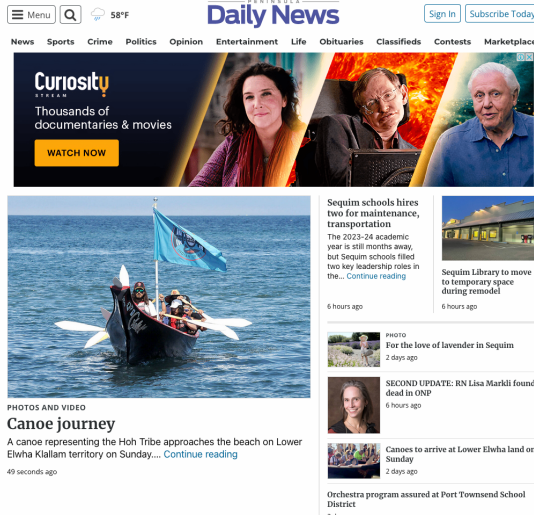 Menu
58°F
PENINSULA
Daily News
Sign In
Subscribe Today
News Sports Crime Politics Opinion Entertainment Life Obituaries Classifieds Contests Marketplace
Curiosity
STREAM
Thousands of
documentaries & movies
WATCH NOW
PHOTOS AND VIDEO
Canoe journey
A canoe representing the Hoh Tribe approaches the beach on Lower
Elwha Klallam territory on Sunday.... Continue reading
49 seconds ago
Sequim schools hires
two for maintenance,
transportation
The 2023-24 academic
year is still months away,
but Sequim schools filled
two key leadership roles in
the... Continue reading
6 hours ago
Sequim Library to move
to temporary space
during remodel
6 hours ago
PHOTO
For the love of lavender in Sequim
2 days ago
SECOND UPDATE: RN Lisa Markli found
dead in ONP
6 hours ago
Canoes to arrive at Lower Elwha land on
Sunday
2 days ago
Orchestra program assured at Port Townsend School
District